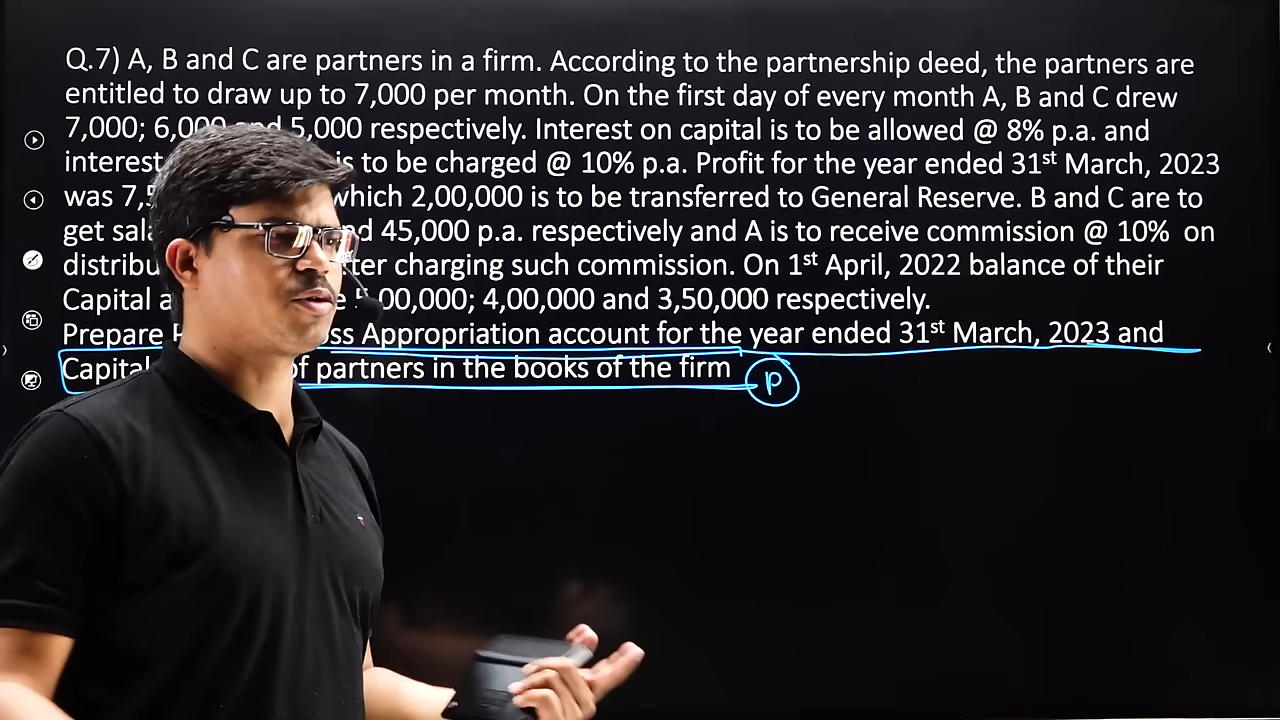 Q.7) A, B and C are partners in a firm. According to the partnership deed, the partners are
entitled to draw up to 7,000 per month. On the first day of every month A, B and C drew
7,000; 6,000 and 5,000 respectively. Interest on capital is to be allowed @ 8% p.a. and
interest is to be charged @ 10% p.a. Profit for the year ended 31st March, 2023
was which 2,00,000 is to be transferred to General Reserve. B and C are to
get 45,000 p.a. respectively and A is to receive commission @ 10% on
charging such commission. On 1st April, 2022 balance of their
Capital 4,00,000 and 3,50,000 respectively.
Prepare Appropriation account for the year ended 31st March, 2023 and
Capital of partners in the books of the firm
P